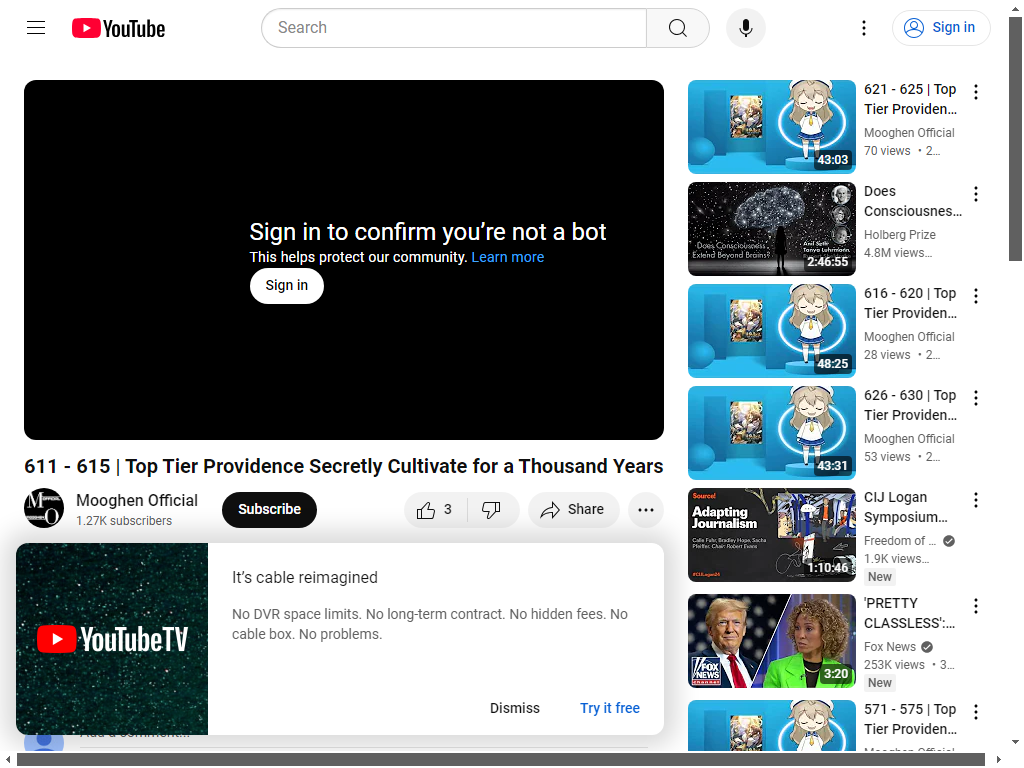 YouTube
Search
Sign in
Sign in to confirm you’re not a bot
This helps protect our community. Learn more
Sign in
611 - 615 | Top Tier Providence Secretly Cultivate for a Thousand Years
Mooghen Official
1.27K subscribers
Subscribe
3
Share
YouTubeTV
It’s cable reimagined
No DVR space limits. No long-term contract. No hidden fees. No
cable box. No problems.
Dismiss
Try it free
Add a comment...
621 - 625 | Top
Tier Providen…
Mooghen Official
70 views • 2…
43:03
Does
Consciousnes…
Holberg Prize
4.8M views…
Does Consciousness
Extend Beyond Brains?
Anil Seth
Tanya Luhrmann
2:46:55
616 - 620 | Top
Tier Providen…
Mooghen Official
28 views • 2…
48:25
626 - 630 | Top
Tier Providen…
Mooghen Official
53 views • 2…
43:31
CIJ Logan
Symposium…
Freedom of …
1.9K views…
New
Source!
Adapting
Journalism
Calle Fuhr, Bradley Hope, Sacha
Pfeiffer. Chair: Robert Evans
#CIJLogan24
1:10:46
'PRETTY
CLASSLESS':…
Fox News
253K views • 3…
New
FOX
NEWS
channel
3:20
571 - 575 | Top
Tier Providen…
Mooghen Official